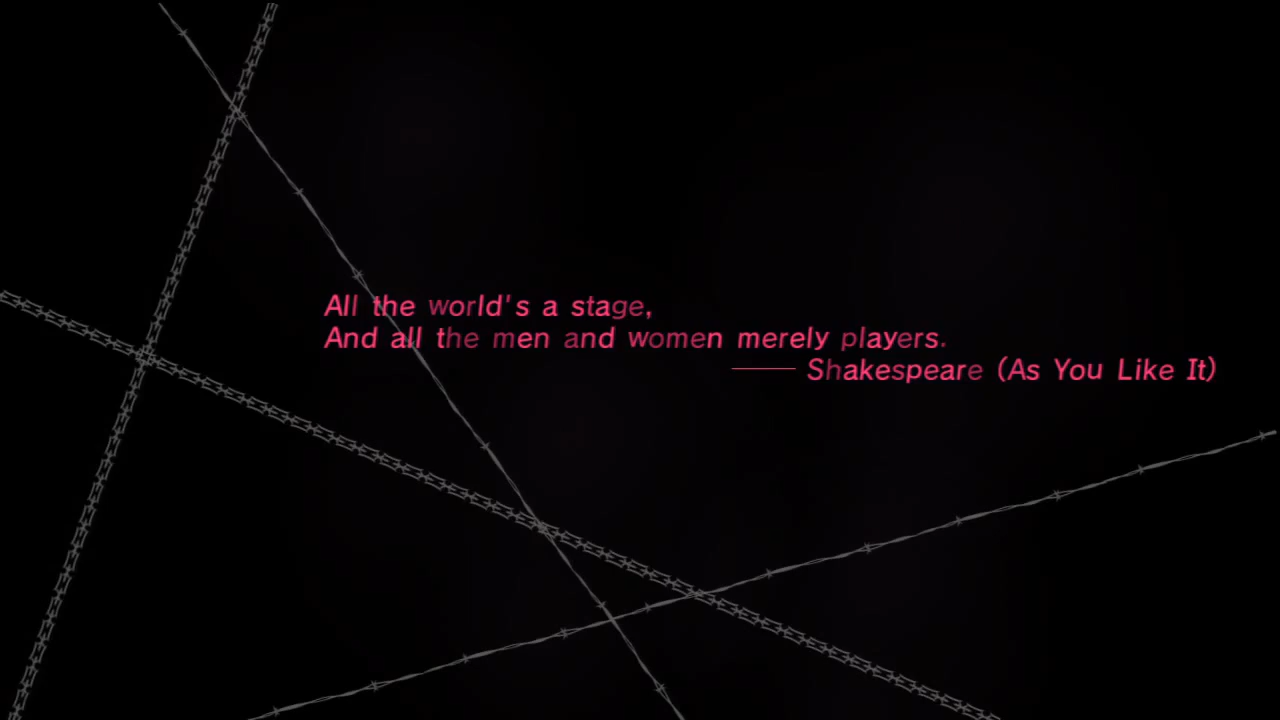 All the world's a stage,
And all the men and women merely players.
—— Shakespeare (As You Like It)